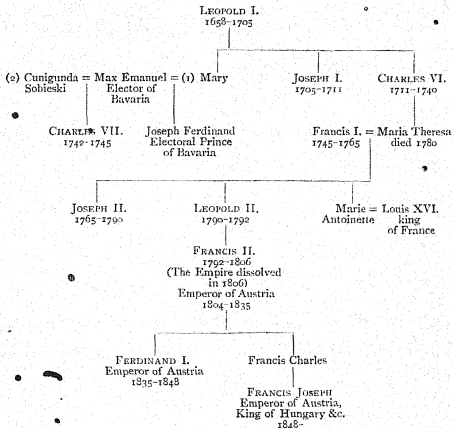 LEOPOLD I.
1658-1705
(2) Cunigunda = Max Emanuel = (1) Mary
Sobieski Elector of
Bavaria
JOSEPH I.
1705-1711
CHARLES VI.
1711-1740
CHARLES VII.
1742-1745
Joseph Ferdinand
Electoral Prince
of Bavaria
Francis I. = Maria Theresa
1745-1765 died 1780
JOSEPH II.
1765-1790
LEOPOLD II.
1790-1792
Marie = Louis XVI.
Antoinette king
of France
FRANCIS II.
1792-1806
(The Empire dissolved
in 1806)
Emperor of Austria
1804-1835
FERDINAND I.
Emperor of Austria
1835-1848
Francis Charles
FRANCIS JOSEPH
Emperor of Austria,
King of Hungary &c.
1848-